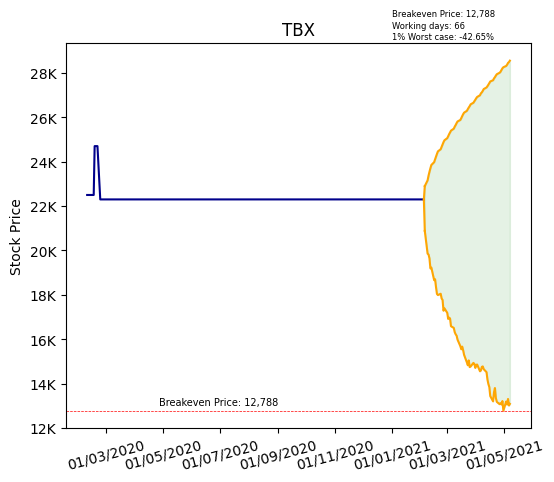 Breakeven Price: 12,788
Working days: 66
1% Worst case: -42.65%
TBX
28K
26K
24K
22K
20K
18K
16K
14K
12K
Stock Price
Breakeven Price: 12,788
01/03/2020
01/05/2020
01/07/2020
01/09/2020
01/11/2020
01/01/2021
01/03/2021
01/05/2021